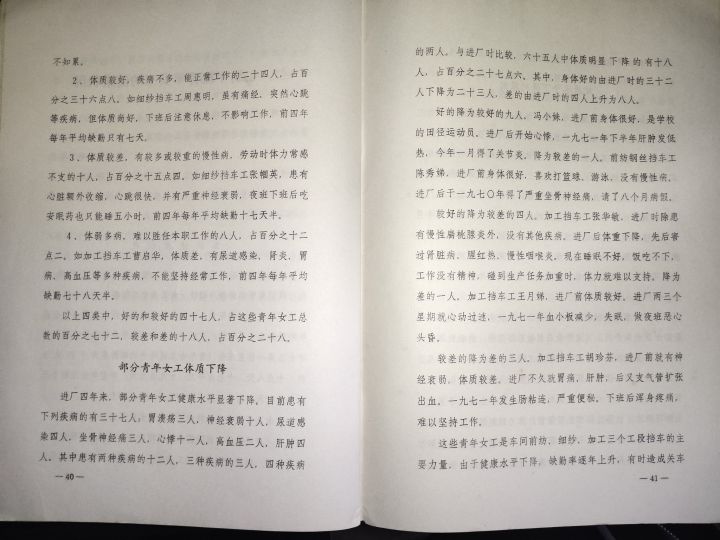 不知累。
2、体质较好，疾病不多，能正常工作的二十四人，占百
分之三十六点八。如细纱挡车工周惠明，虽有痛经，突然心跳
等疾病，但体质尚好，下班后注意休息，不影响工作，前四年
每年平均缺勤只有七天。
3、体质较差，有较多或较重的慢性病，劳动时体力常感
不支的十人，占百分之十五点四。如细纱挡车工张帼英，患有
心脏额外收缩，心跳很快，并有严重神经衰弱，夜班下班后吃
安眠药也只能睡五小时，前四年每年平均缺勤十七天半。
4、体弱多病，难以胜任本职工作的八人，占百分之十二
点二。如加工挡车工曹启华，体质差，有尿道感染，肾炎，胃
病、高血压等多种疾病，不能坚持经常工作，前四年每年平均
缺勤七十八天半。
以上四类中，好的和较好的四十七人，占这些青年女工总
数的百分之七十二，较差和差的十八人，占百分之二十八。
部分青年女工体质下降
进厂四年来，部分青年女工健康水平显著下降。目前患有
下列疾病的有三十七人：胃溃疡三人，神经衰弱十人，尿道感
染四人，坐骨神经痛三人，心悸十一人，高血压二人，肝肿四
人。其中患有两种疾病的十二人，三种疾病的三人，四种疾病
— 40 —
的两人。与进厂时比较，六十五人中体质明显下降的有十八
人，占百分之二十七点六。其中，身体好的由进厂时的三十二
人下降为二十三人，差的由进厂时的四人上升为八人。
好的降为较好的九人。冯小妹，进厂前身体很好，是学校
的田径运动员，进厂后开始心悸，一九七一年下半年肝肿发低
热，今年一月得了关节炎，降为较差的一人。前纺钢丝挡车工
陈秀娣，进厂前身体很好，喜欢打篮球、游泳，没有慢性病。
进厂后于一九七〇年得了严重坐骨神经痛，请了八个月病假。
较好的降为较差的四人。加工挡车工张华敏，进厂时除患
有慢性扁桃腺炎外，没有其他疾病。进厂后体重下降，先后害
过肾脏病，腥红热、慢性咽喉炎，现在睡眠不好，饭吃不下，
工作没有精神，碰到生产任务加重时，体力就难以支持。降为
差的一人。加工挡车工王月娣，进厂前体质较好。进厂两三个
星期就心动过速，一九七一年血小板减少，失眠，做夜班恶心
头昏。
较差的降为差的三人。加工挡车工胡珍芬，进厂前就有神
经衰弱，体质较差。进厂不久就胃痛，肝肿，后又支气管扩张
出血。一九七一年发生肠粘连，严重便秘，下班后浑身疼痛，
难以坚持工作。
这些青年女工是车间前纺、细纱、加工三个工段挡车的主
要力量，由于健康水平下降，缺勤率逐年上升，有时造成关车
— 41 —